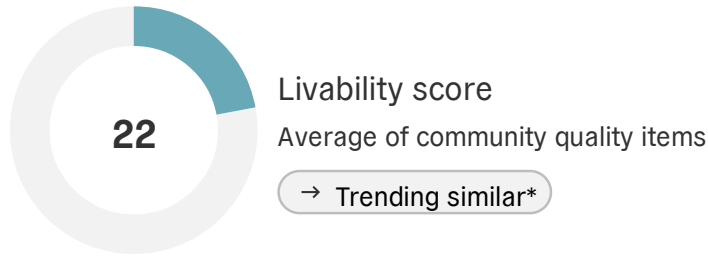 22
Livability score
Average of community quality items
→ Trending similar*